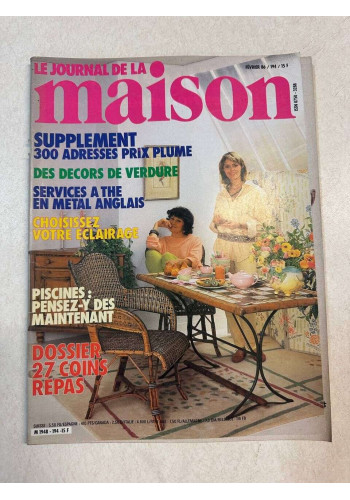 LE JOURNAL DE LA
FÉVRIER 86 / 194 / 15 F
maison
SUPPLEMENT
300 ADRESSES PRIX PLUME
DES DECORS DE VERDURE
SERVICES A THE
EN METAL ANGLAIS
CHOISISSEZ
VOTRE ÉCLAIRAGE
PISCINES :
PENSEZ-Y DES
MAINTENANT
DOSSIER
27 COINS
REPAS
M 1948 - 194 - 15 F